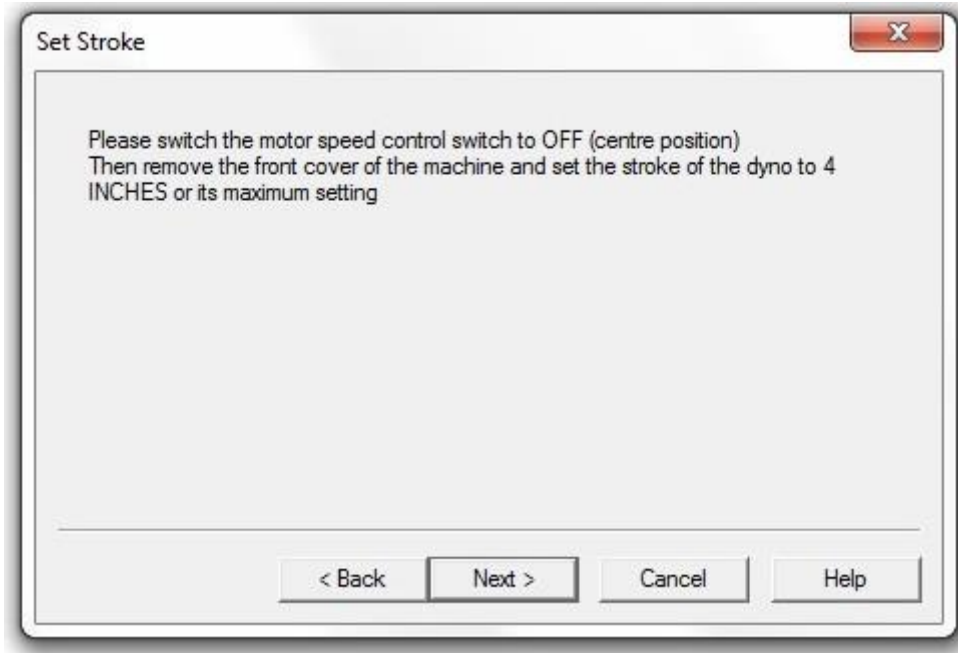 Set Stroke
Please switch the motor speed control switch to OFF (centre position)
Then remove the front cover of the machine and set the stroke of the dyno to 4
INCHES or its maximum setting
< Back
Next >
Cancel
Help